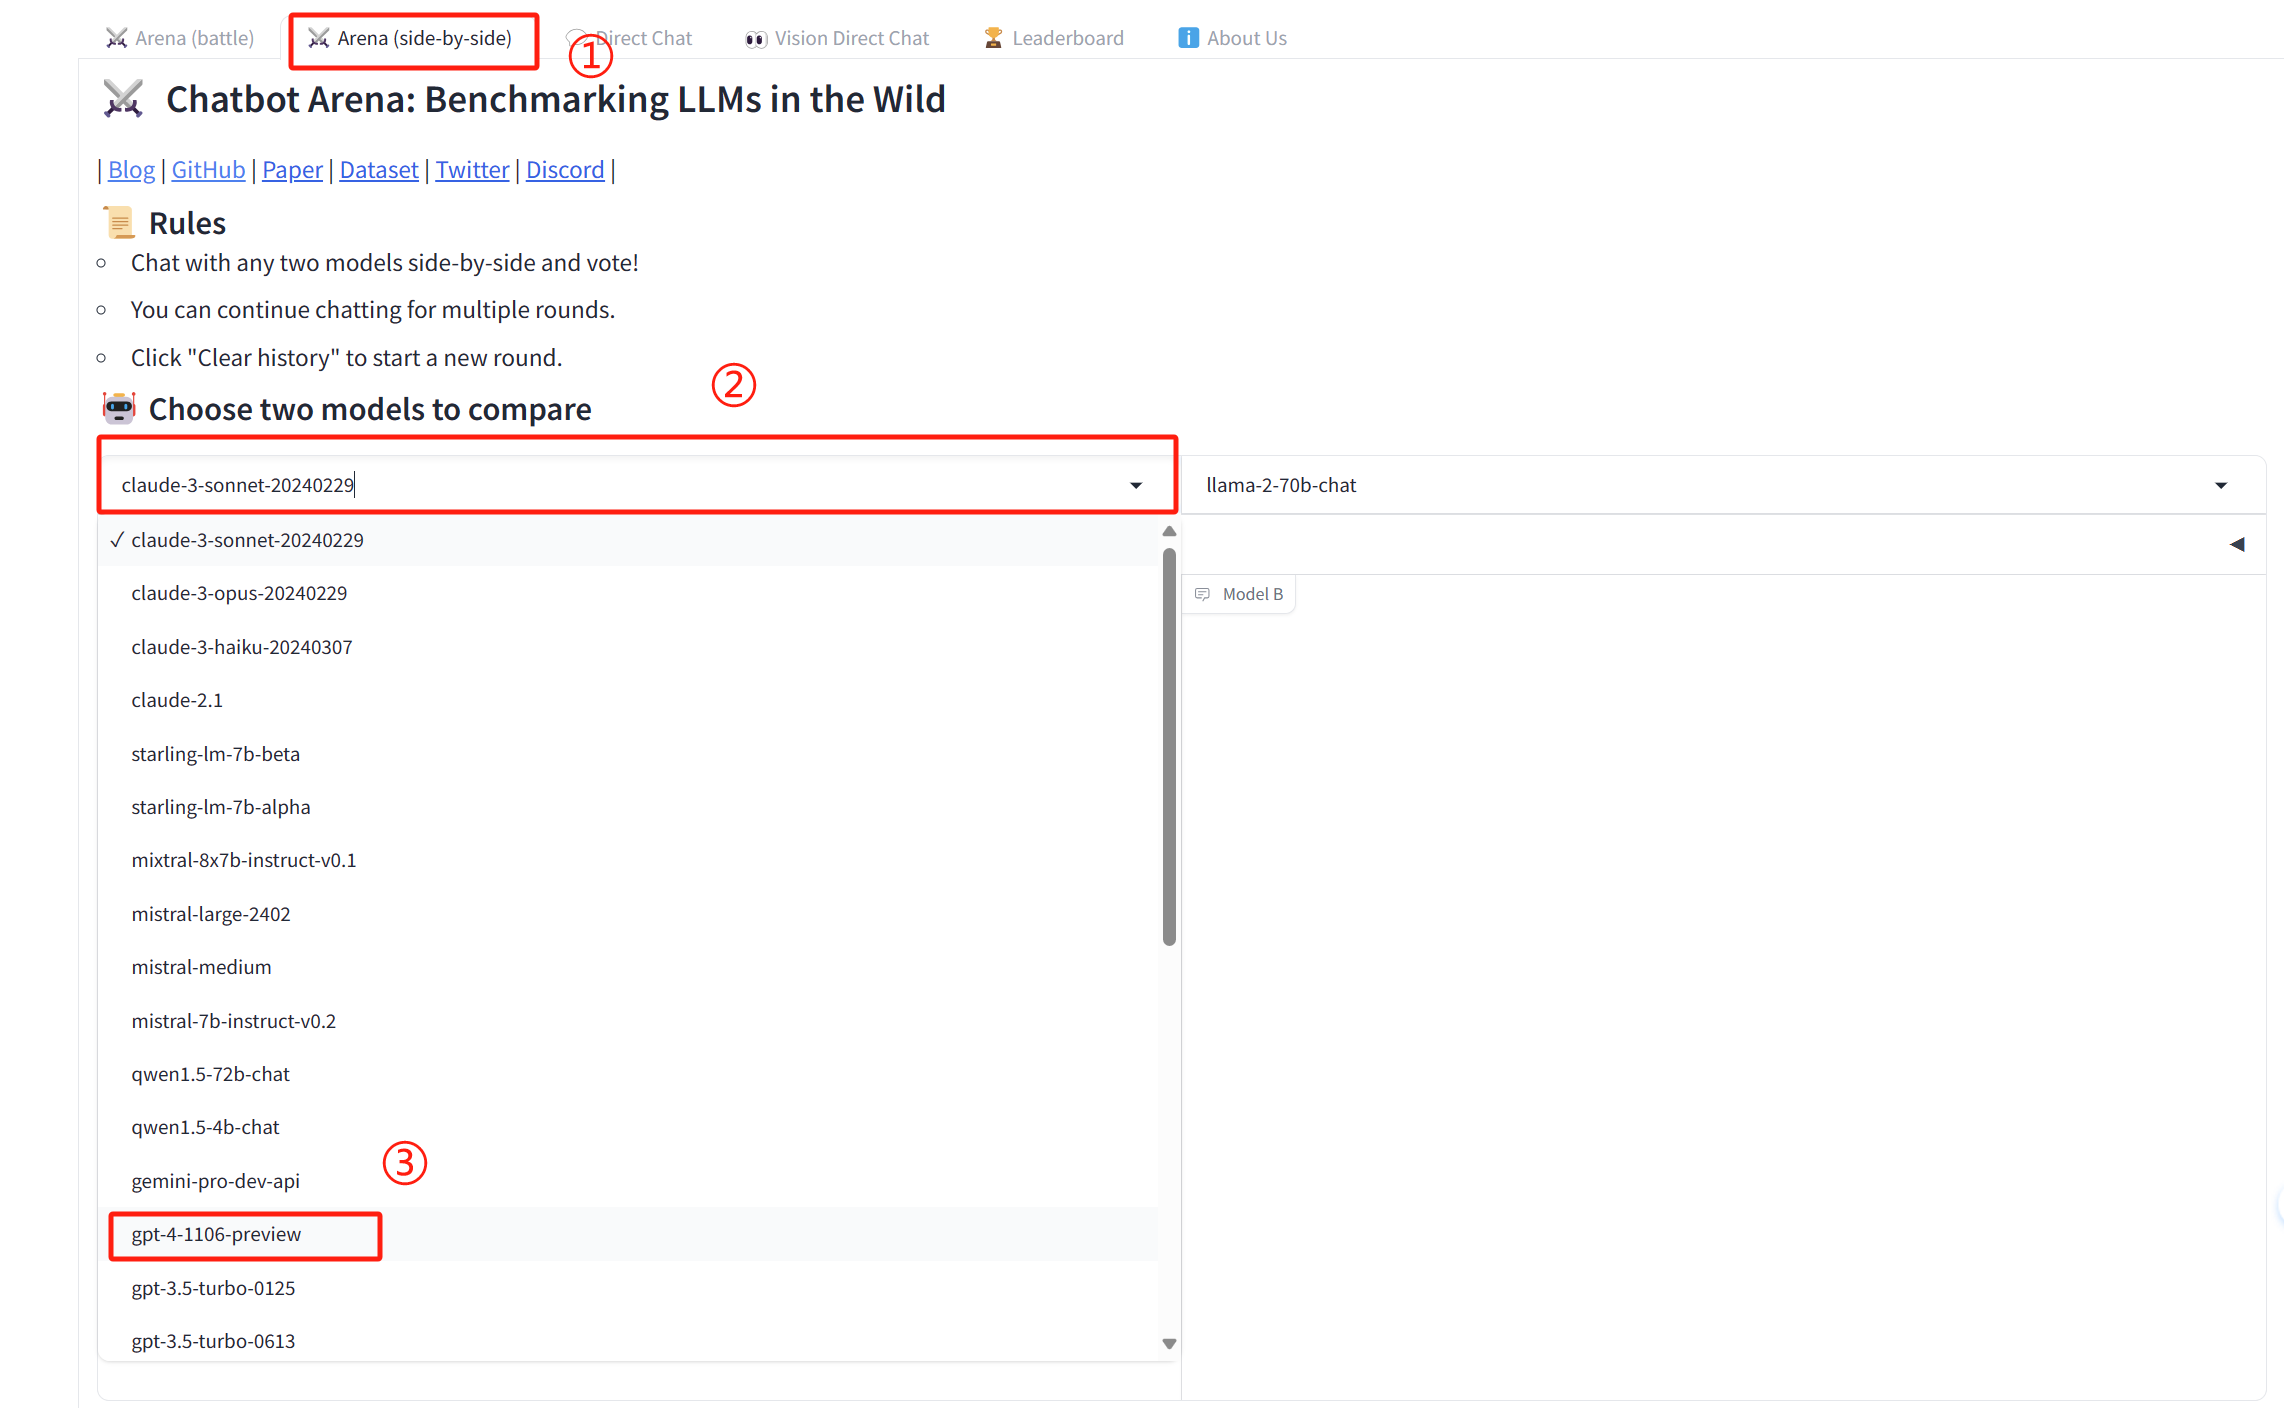 Arena (battle) Arena (side-by-side) Direct Chat Vision Direct Chat Leaderboard i About Us
①
Chatbot Arena: Benchmarking LLMs in the Wild
| Blog | GitHub | Paper | Dataset | Twitter | Discord |
Rules
Chat with any two models side-by-side and vote!
You can continue chatting for multiple rounds.
Click "Clear history" to start a new round.
②
Choose two models to compare
claude-3-sonnet-20240229 llama-2-70b-chat
✓ claude-3-sonnet-20240229
claude-3-opus-20240229 Model B
claude-3-haiku-20240307
claude-2.1
starling-lm-7b-beta
starling-lm-7b-alpha
mixtral-8x7b-instruct-v0.1
mistral-large-2402
mistral-medium
mistral-7b-instruct-v0.2
qwen1.5-72b-chat
qwen1.5-4b-chat
③
gemini-pro-dev-api
gpt-4-1106-preview
gpt-3.5-turbo-0125
gpt-3.5-turbo-0613